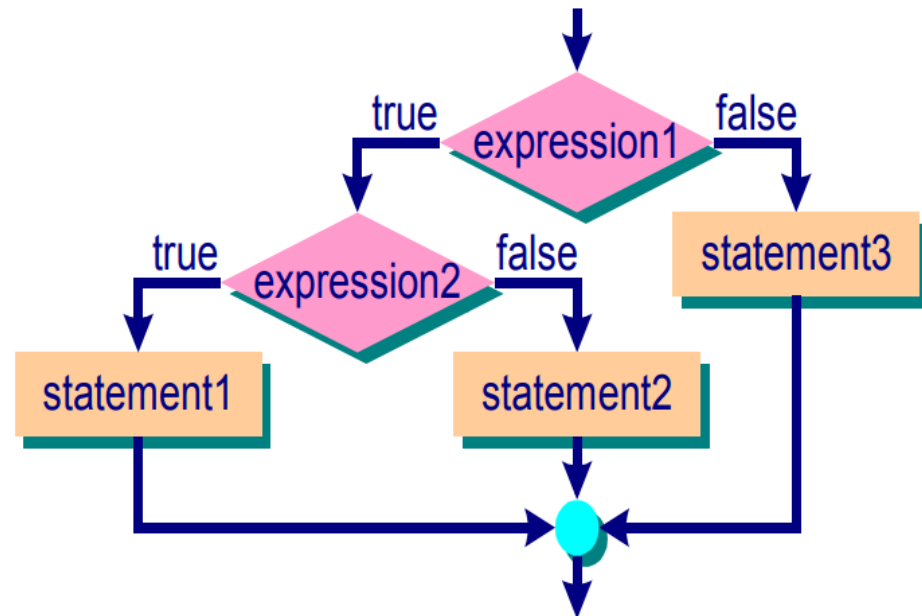 true
false
expression1
true
false
statement3
expression2
statement1
statement2